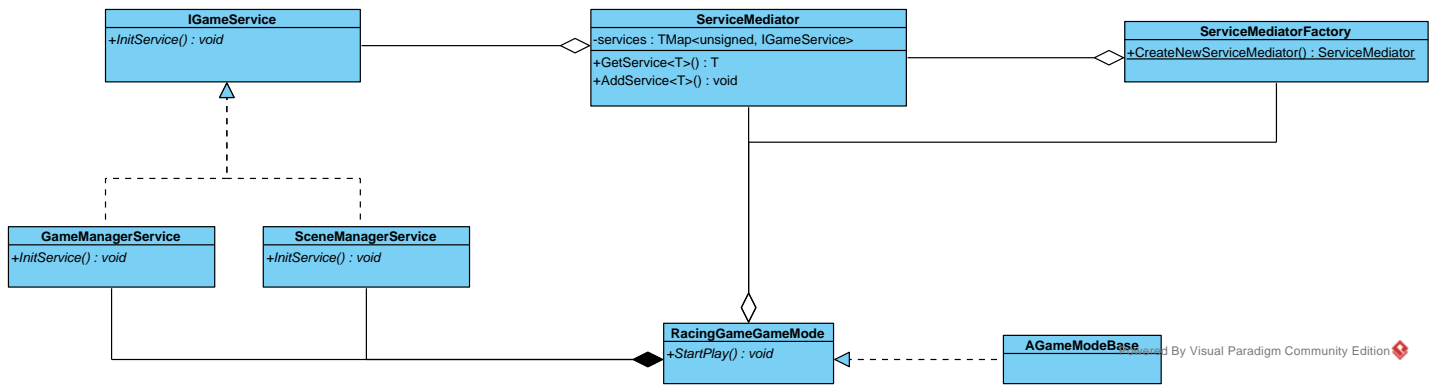 IGameService
+InitService() : void
ServiceMediator
-services : TMap<unsigned, IGameService>
+GetService<T>() : T
+AddService<T>() : void
ServiceMediatorFactory
+CreateNewServiceMediator() : ServiceMediator
GameManagerService
+InitService() : void
SceneManagerService
+InitService() : void
RacingGameGameMode
+StartPlay() : void
AGameModeBase
Powered By Visual Paradigm Community Edition